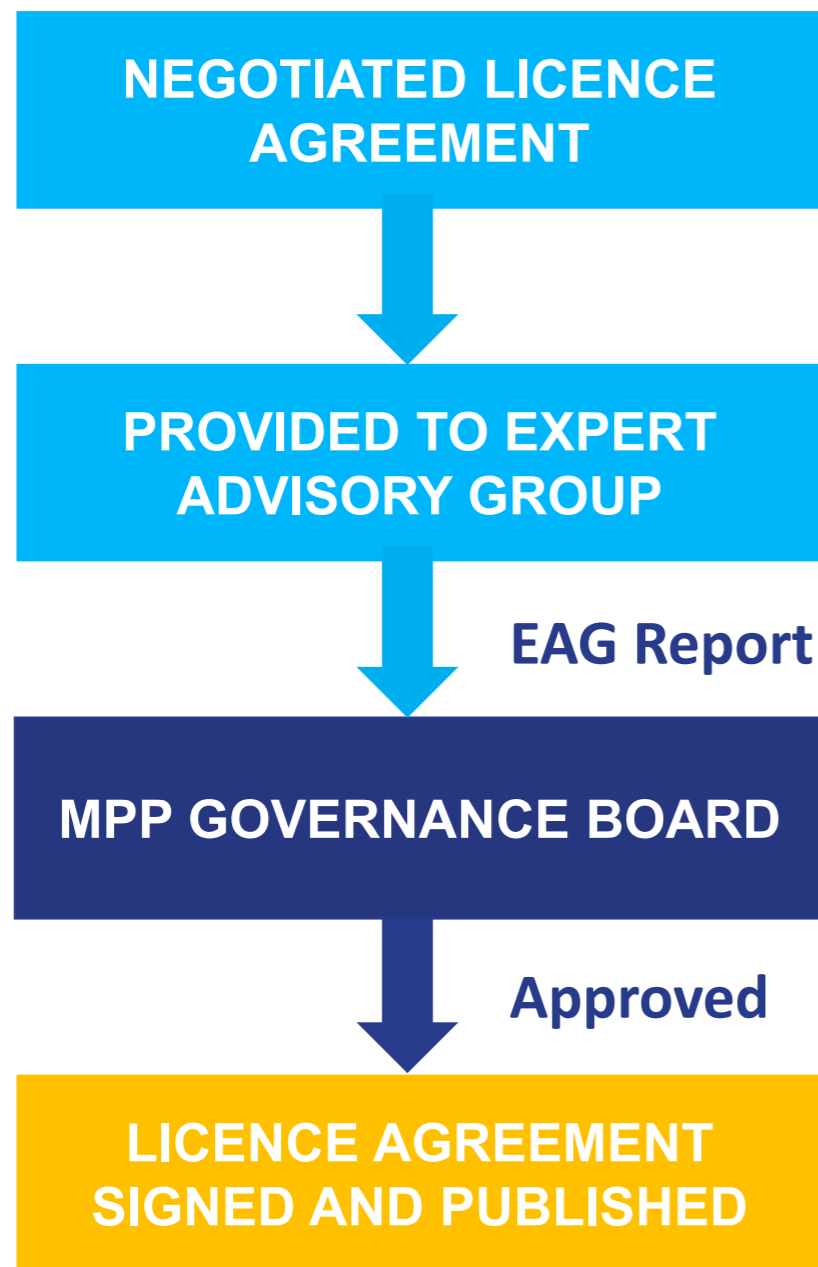 NEGOTIATED LICENCE
AGREEMENT
PROVIDED TO EXPERT
ADVISORY GROUP
EAG Report
MPP GOVERNANCE BOARD
Approved
LICENCE AGREEMENT
SIGNED AND PUBLISHED